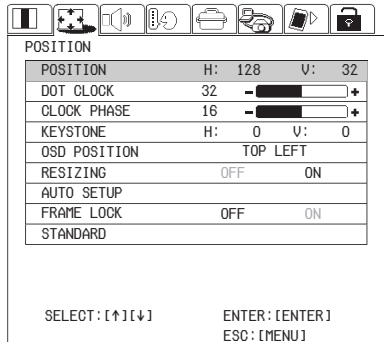 POSITION
POSITION H: 128 V: 32
DOT CLOCK 32 - +
CLOCK PHASE 16 - +
KEYSTONE H: 0 V: 0
OSD POSITION TOP LEFT
RESIZING OFF ON
AUTO SETUP
FRAME LOCK OFF ON
STANDARD
SELECT:[↑][↓] ENTER:[ENTER]
ESC:[MENU]